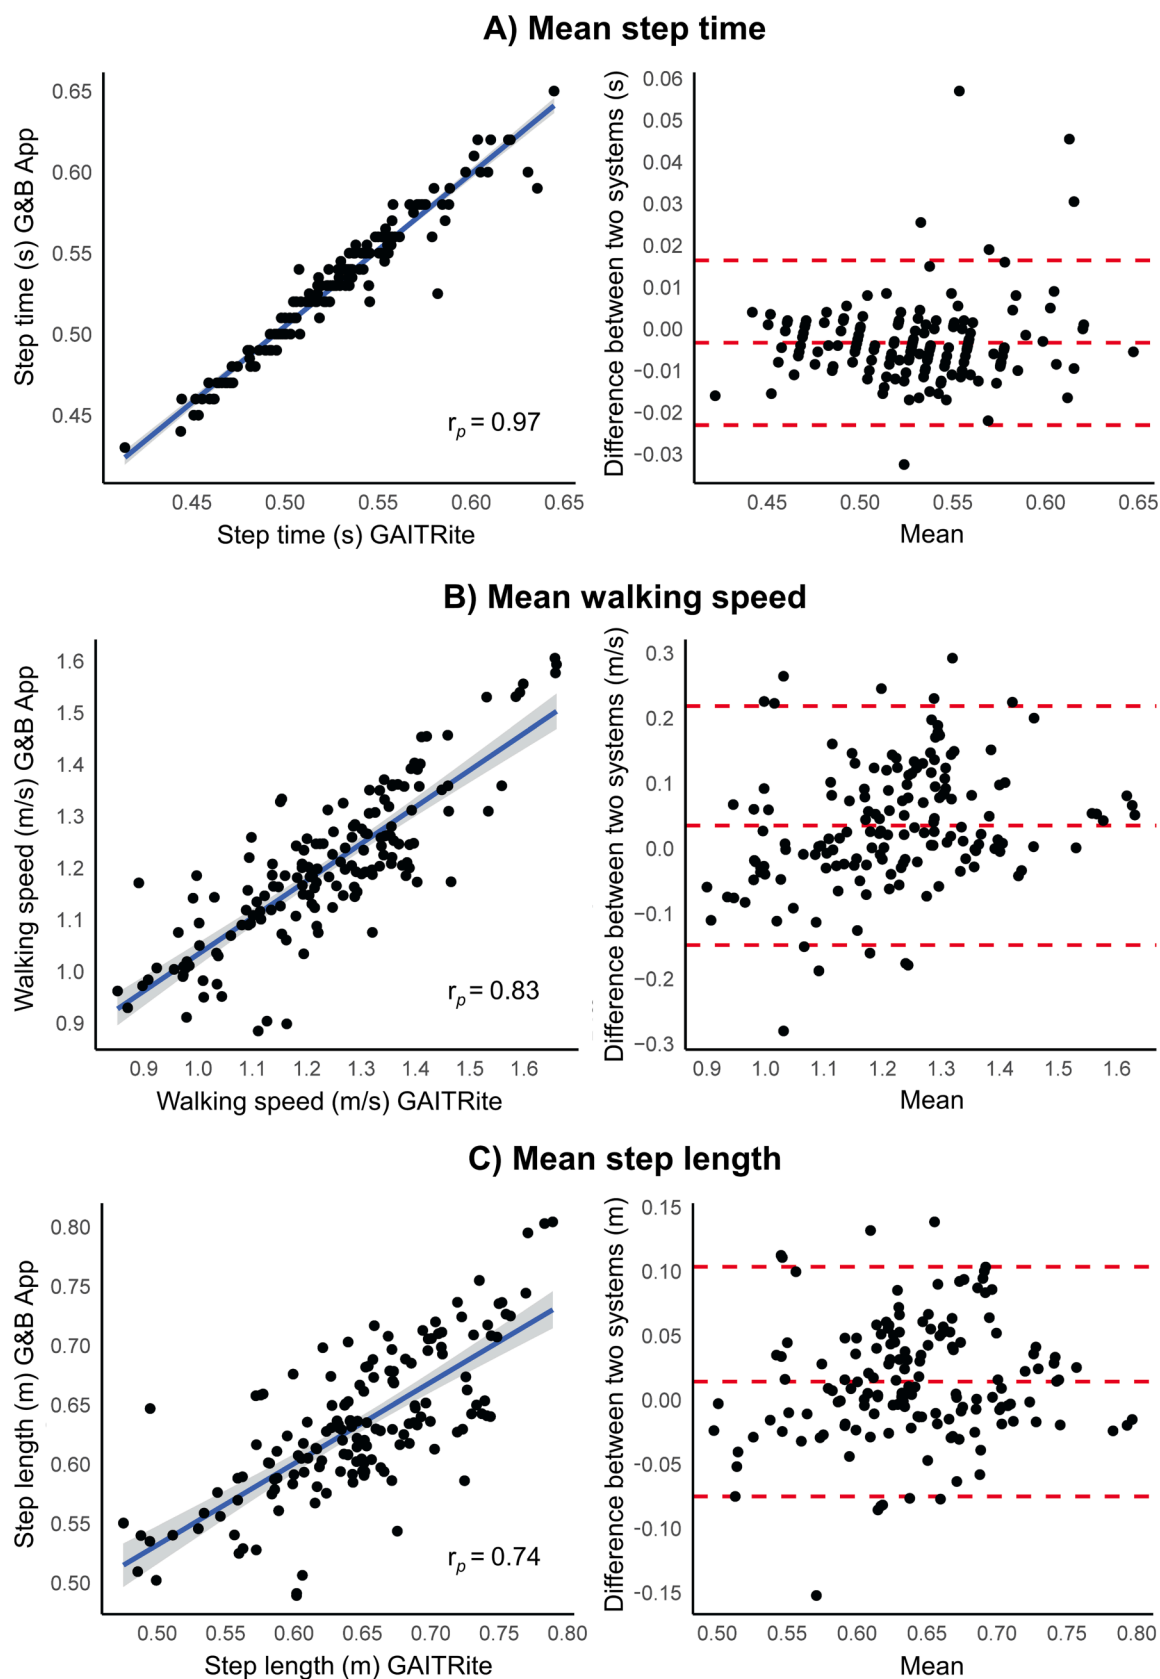 A) Mean step time
Step time (s) G&B App
0.65
0.60
0.55
0.50
0.45
r_p = 0.97
0.45 0.50 0.55 0.60 0.65
Step time (s) GAITRite
Difference between two systems (s)
0.06
0.05
0.04
0.03
0.02
0.01
0.00
−0.01
−0.02
−0.03
0.45 0.50 0.55 0.60 0.65
Mean
B) Mean walking speed
Walking speed (m/s) G&B App
1.6
1.5
1.4
1.3
1.2
1.1
1.0
0.9
r_p = 0.83
0.9 1.0 1.1 1.2 1.3 1.4 1.5 1.6
Walking speed (m/s) GAITRite
Difference between two systems (m/s)
0.3
0.2
0.1
0.0
−0.1
−0.2
−0.3
0.9 1.0 1.1 1.2 1.3 1.4 1.5 1.6
Mean
C) Mean step length
Step length (m) G&B App
0.80
0.75
0.70
0.65
0.60
0.55
0.50
r_p = 0.74
0.50 0.55 0.60 0.65 0.70 0.75 0.80
Step length (m) GAITRite
Difference between two systems (m)
0.15
0.10
0.05
0.00
-0.05
-0.10
-0.15
0.50 0.55 0.60 0.65 0.70 0.75 0.80
Mean